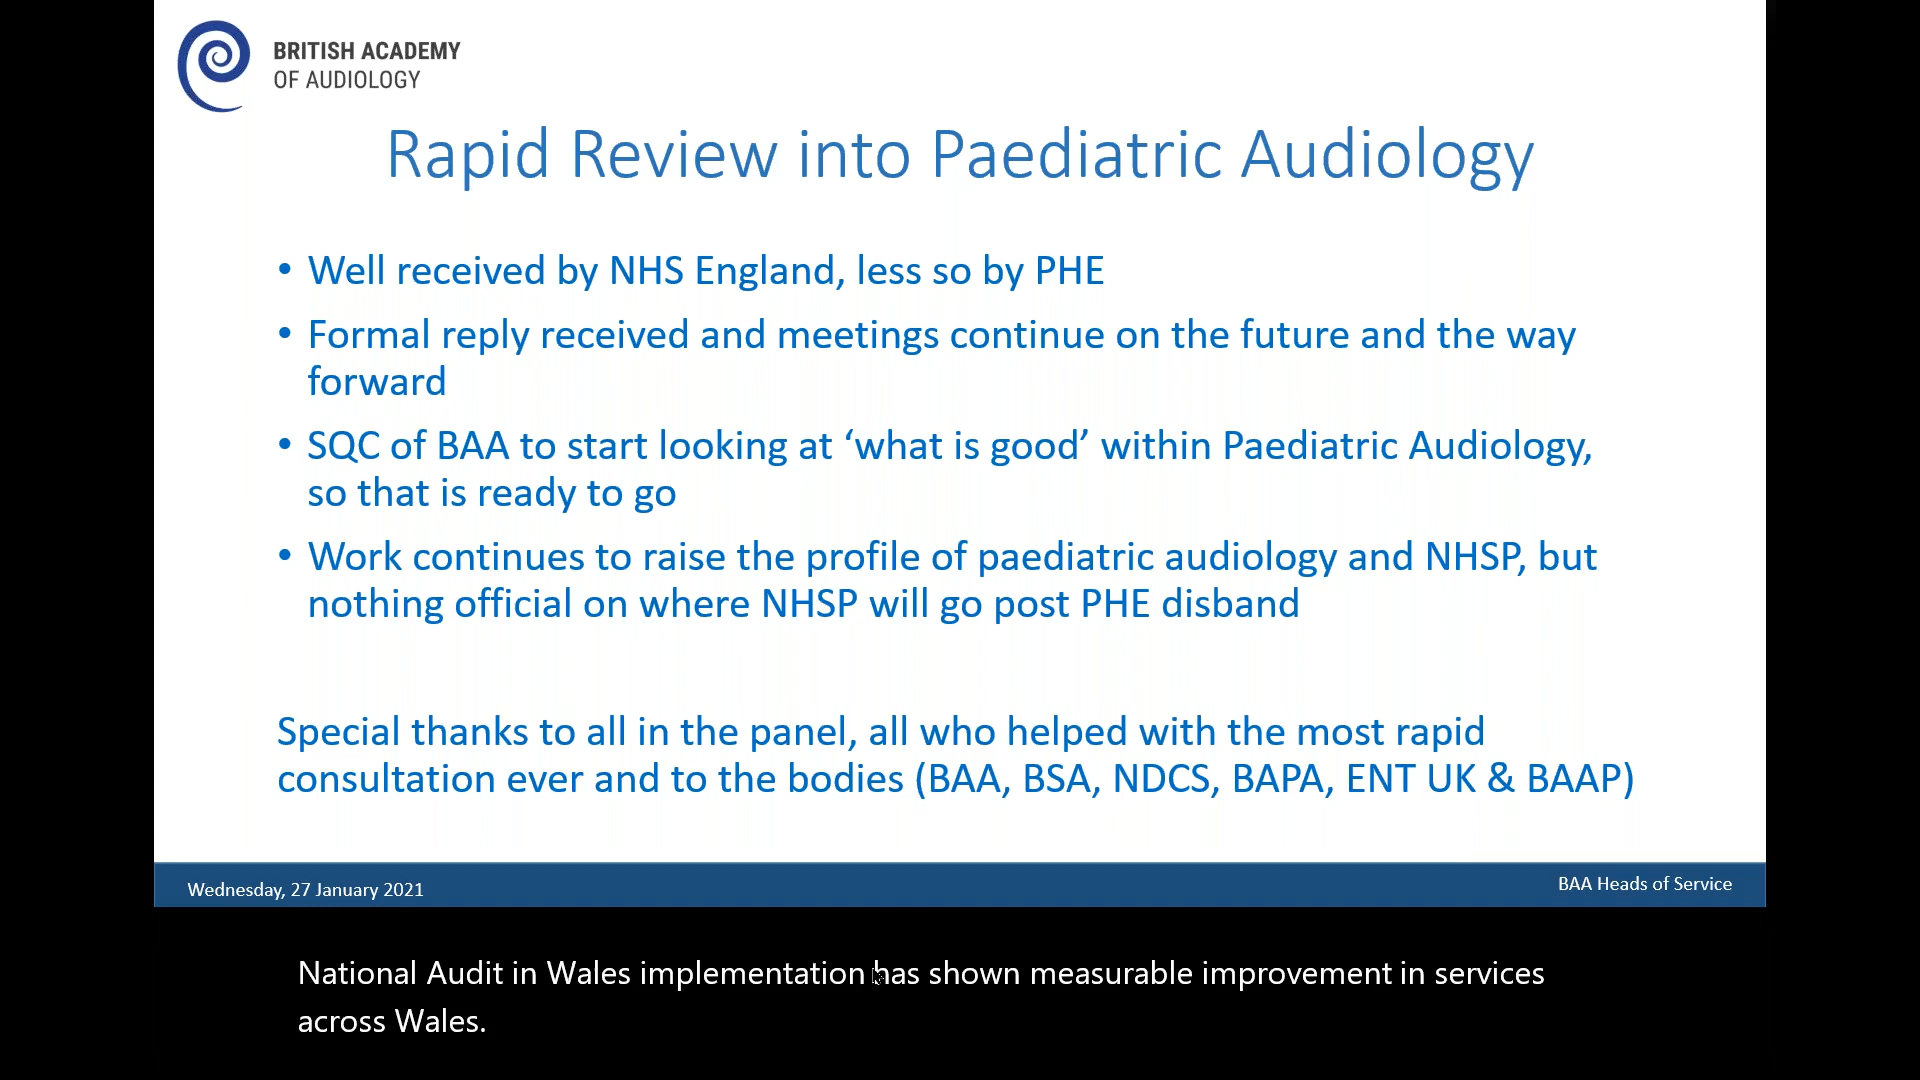 BRITISH ACADEMY
OF AUDIOLOGY
Rapid Review into Paediatric Audiology
• Well received by NHS England, less so by PHE
• Formal reply received and meetings continue on the future and the way
forward
• SQC of BAA to start looking at ‘what is good’ within Paediatric Audiology,
so that is ready to go
• Work continues to raise the profile of paediatric audiology and NHSP, but
nothing official on where NHSP will go post PHE disband
Special thanks to all in the panel, all who helped with the most rapid
consultation ever and to the bodies (BAA, BSA, NDCS, BAPA, ENT UK & BAAP)
Wednesday, 27 January 2021
BAA Heads of Service
National Audit in Wales implementation has shown measurable improvement in services
across Wales.